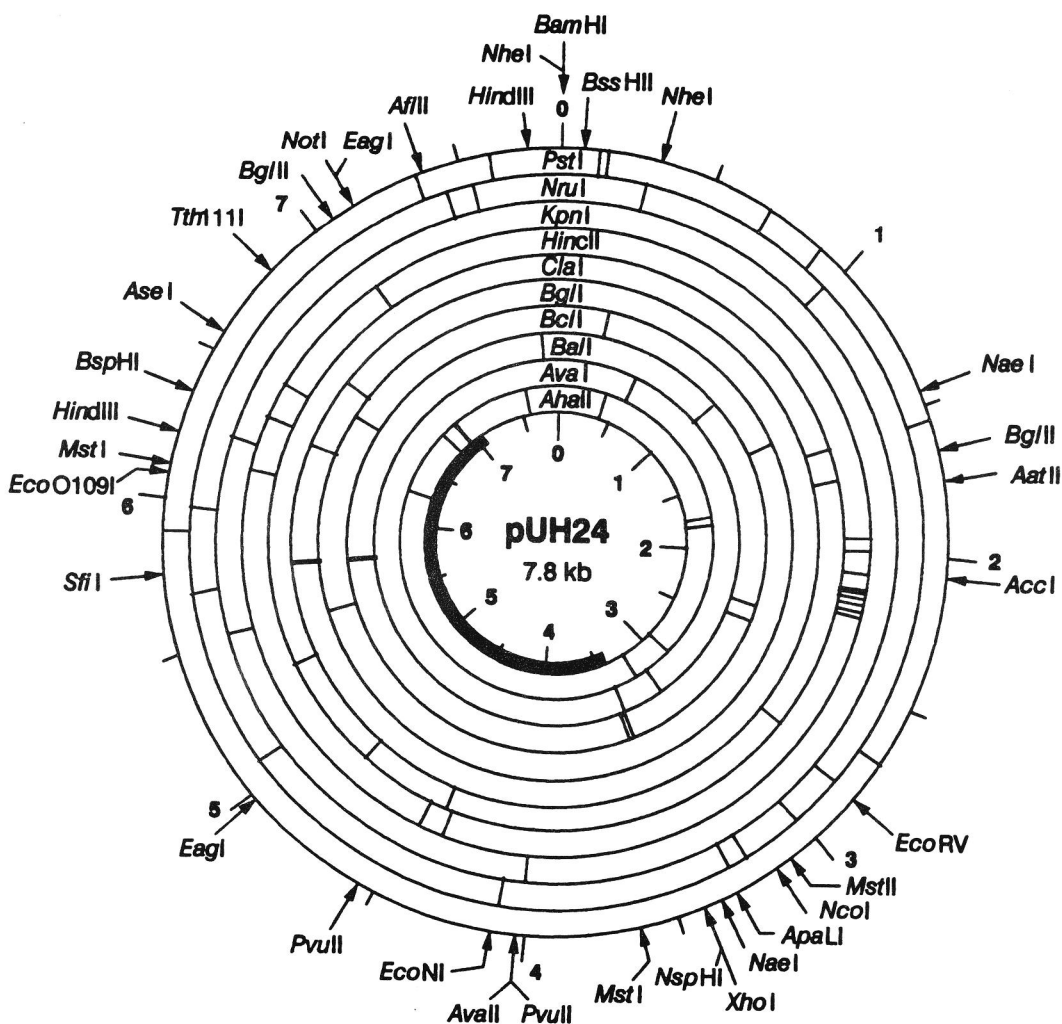 BamHI
NheI
BssHII
HindIII
0
NheI
AflII
NotI
EagI
BglII
7
Tth111I
AseI
BspHI
HindIII
MstI
EcoO109I
6
SfiI
5
EagI
PvuII
EcoNI
AvaII
PvuII
4
MstI
NspHI
XhoI
NaeI
ApaLI
NcoI
MstII
3
EcoRV
AccI
2
AatII
BglII
NaeI
1
PstI
NruI
KpnI
HincII
ClaI
BglI
BclI
BalI
AvaI
AhaII
0
1
2
3
4
5
6
7
pUH24
7.8 kb